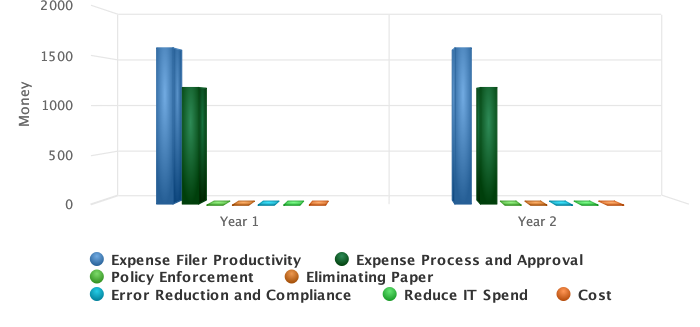 2000
1500
1000
500
0
Money
Year 1
Year 2
Expense Filer Productivity
Expense Process and Approval
Policy Enforcement
Eliminating Paper
Error Reduction and Compliance
Reduce IT Spend
Cost